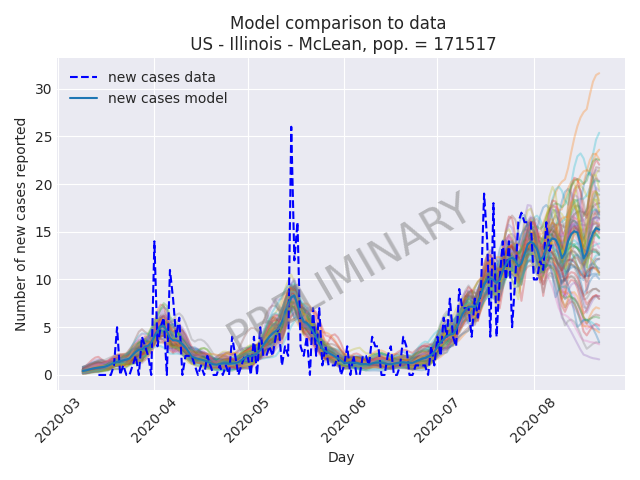 Model comparison to data
US - Illinois - McLean, pop. = 171517
new cases data
new cases model
Number of new cases reported
30
25
20
15
10
5
0
PRELIMINARY
2020-03
2020-04
2020-05
2020-06
2020-07
2020-08
Day